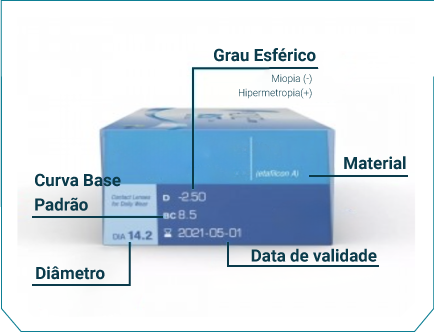 Grau Esférico
Miopia (-)
Hipermetropia(+)
Material
(etafilcon A)
Curva Base
Padrão
Contact Lenses
for Daily Wear
D -2.50
BC 8.5
2021-05-01
DIA 14.2
Data de validade
Diâmetro